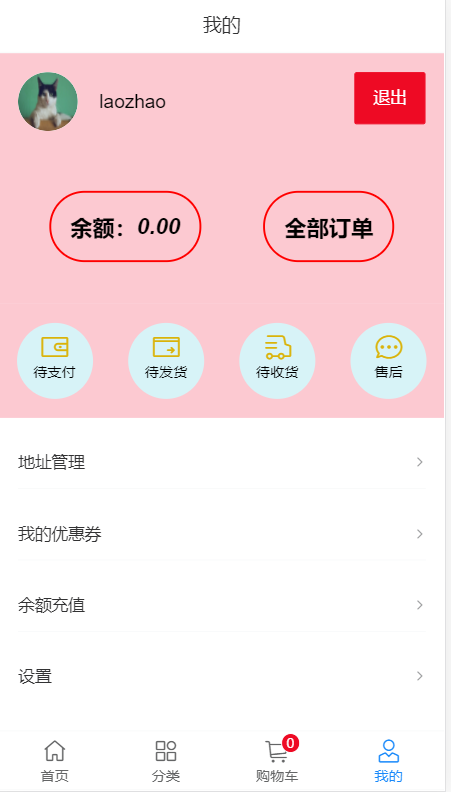 我的
laozhao
退出
余额：0.00
全部订单
待支付
待发货
待收货
售后
地址管理
我的优惠券
余额充值
设置
0
首页
分类
购物车
我的